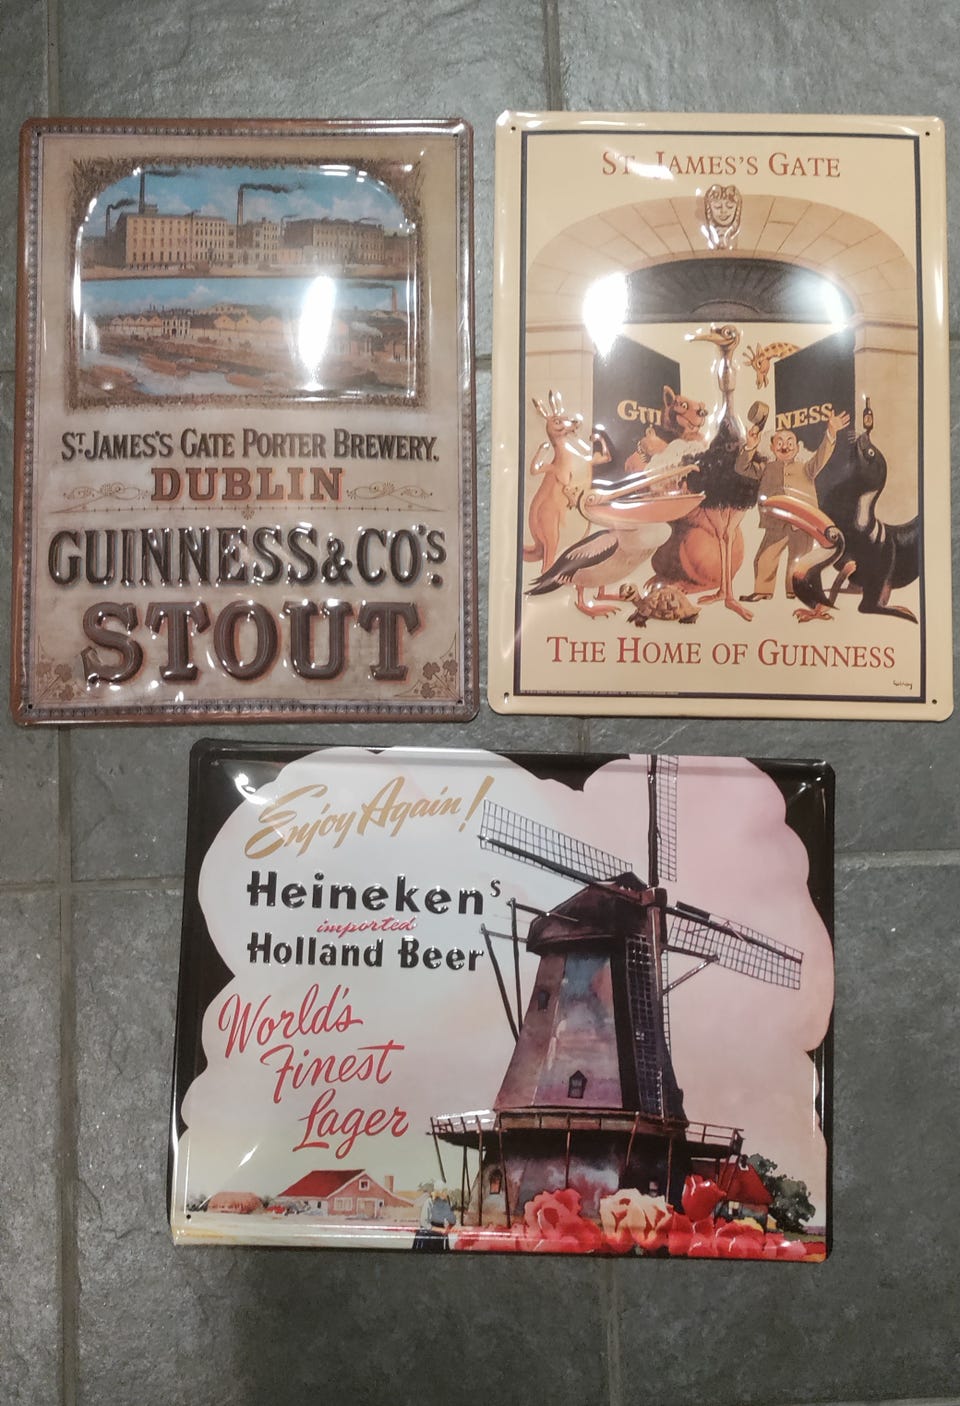 ST. JAMES'S GATE PORTER BREWERY.
DUBLIN
GUINNESS & CO'S.
STOUT
ST. JAMES'S GATE
GUI NNESS
THE HOME OF GUINNESS
Enjoy Again!
Heineken's
imported
Holland Beer
World's
Finest
Lager